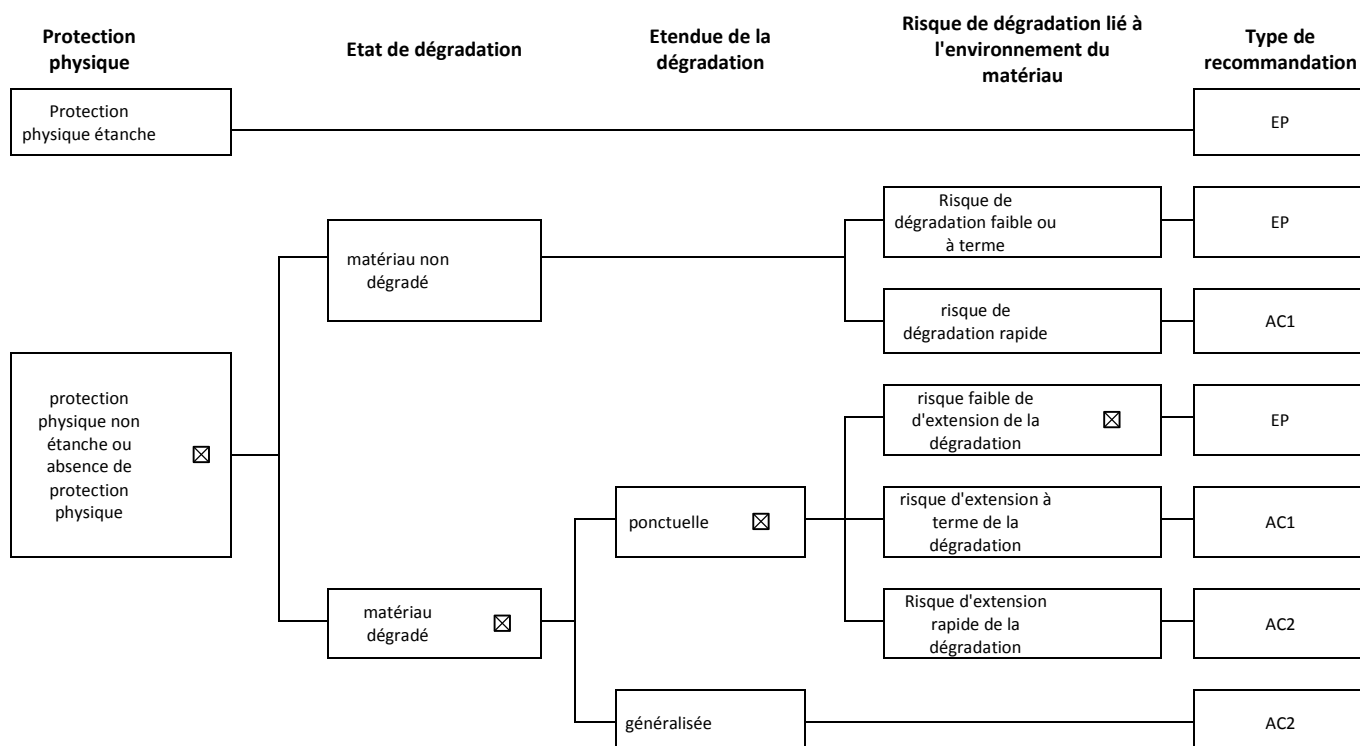 Protection
physique
Etat de dégradation
Etendue de la
dégradation
Risque de dégradation lié à
l'environnement du
matériau
Type de
recommandation
Protection
physique étanche
EP
matériau non
dégradé
Risque de
dégradation faible ou
à terme
EP
risque de
dégradation rapide
AC1
protection
physique non
étanche ou
absence de
protection
physique
☒
risque faible de
d'extension de la
dégradation
☒
EP
ponctuelle ☒
risque d'extension à
terme de la
dégradation
AC1
matériau
dégradé
☒
Risque d'extension
rapide de la
dégradation
AC2
généralisée
AC2